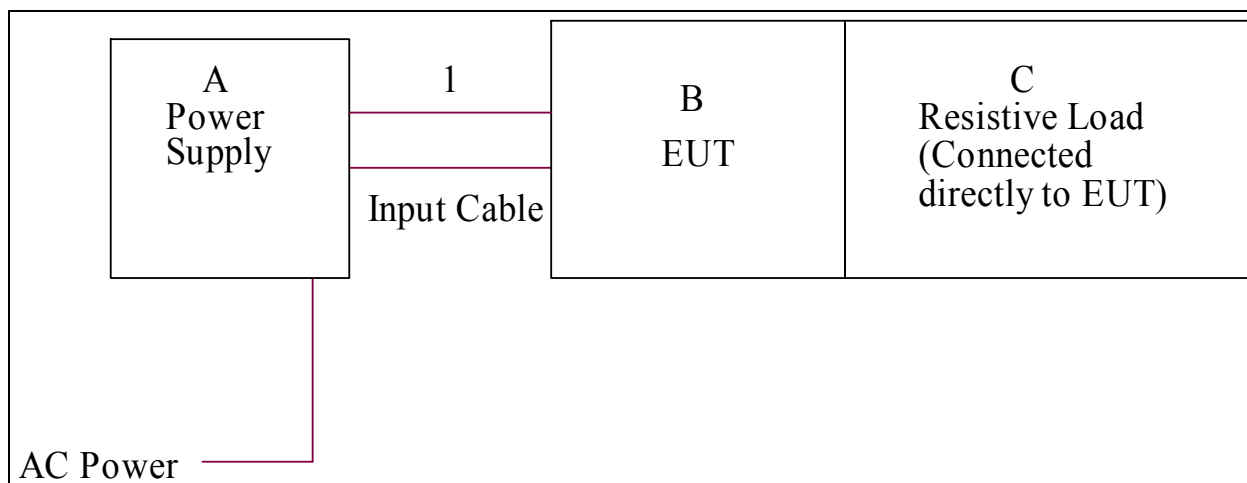 A
Power
Supply
1
Input Cable
B
EUT
C
Resistive Load
(Connected
directly to EUT)
AC Power